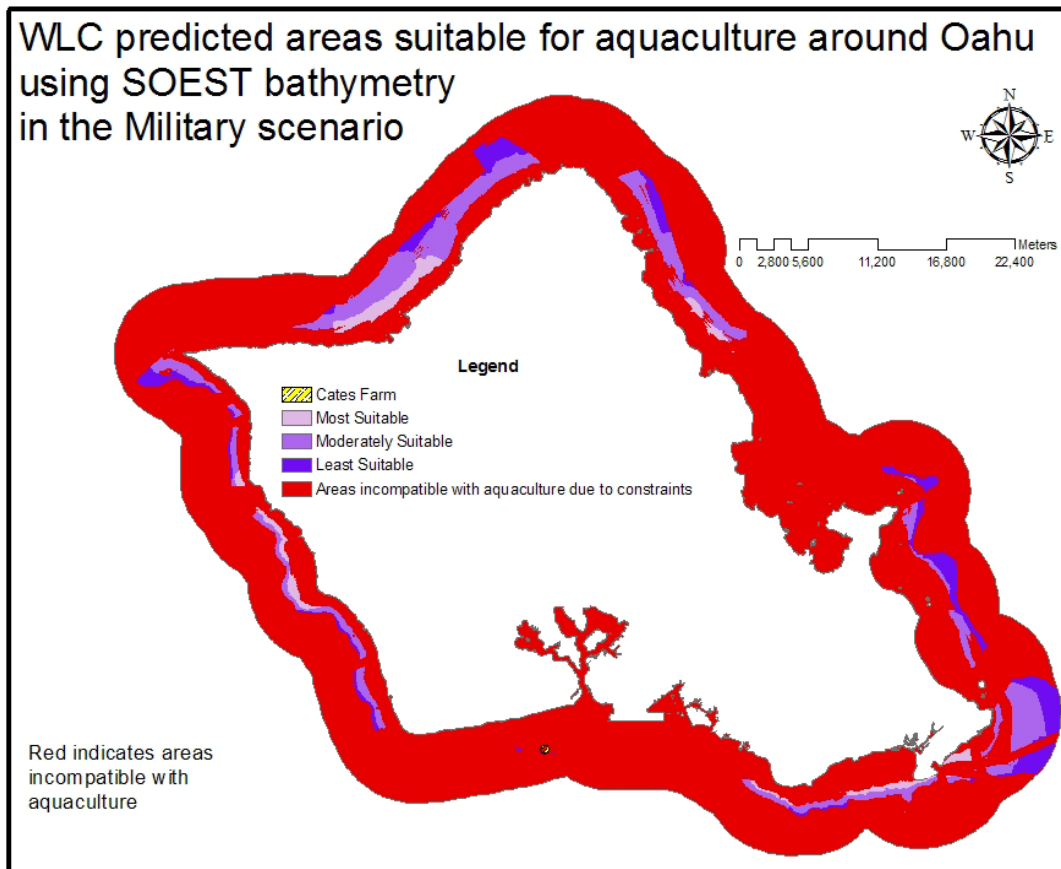 WLC predicted areas suitable for aquaculture around Oahu
using SOEST bathymetry
in the Military scenario
N
W E
S
Meters
0 2,800 5,600 11,200 16,800 22,400
Legend
Cates Farm
Most Suitable
Moderately Suitable
Least Suitable
Areas incompatible with aquaculture due to constraints
Red indicates areas
incompatible with
aquaculture